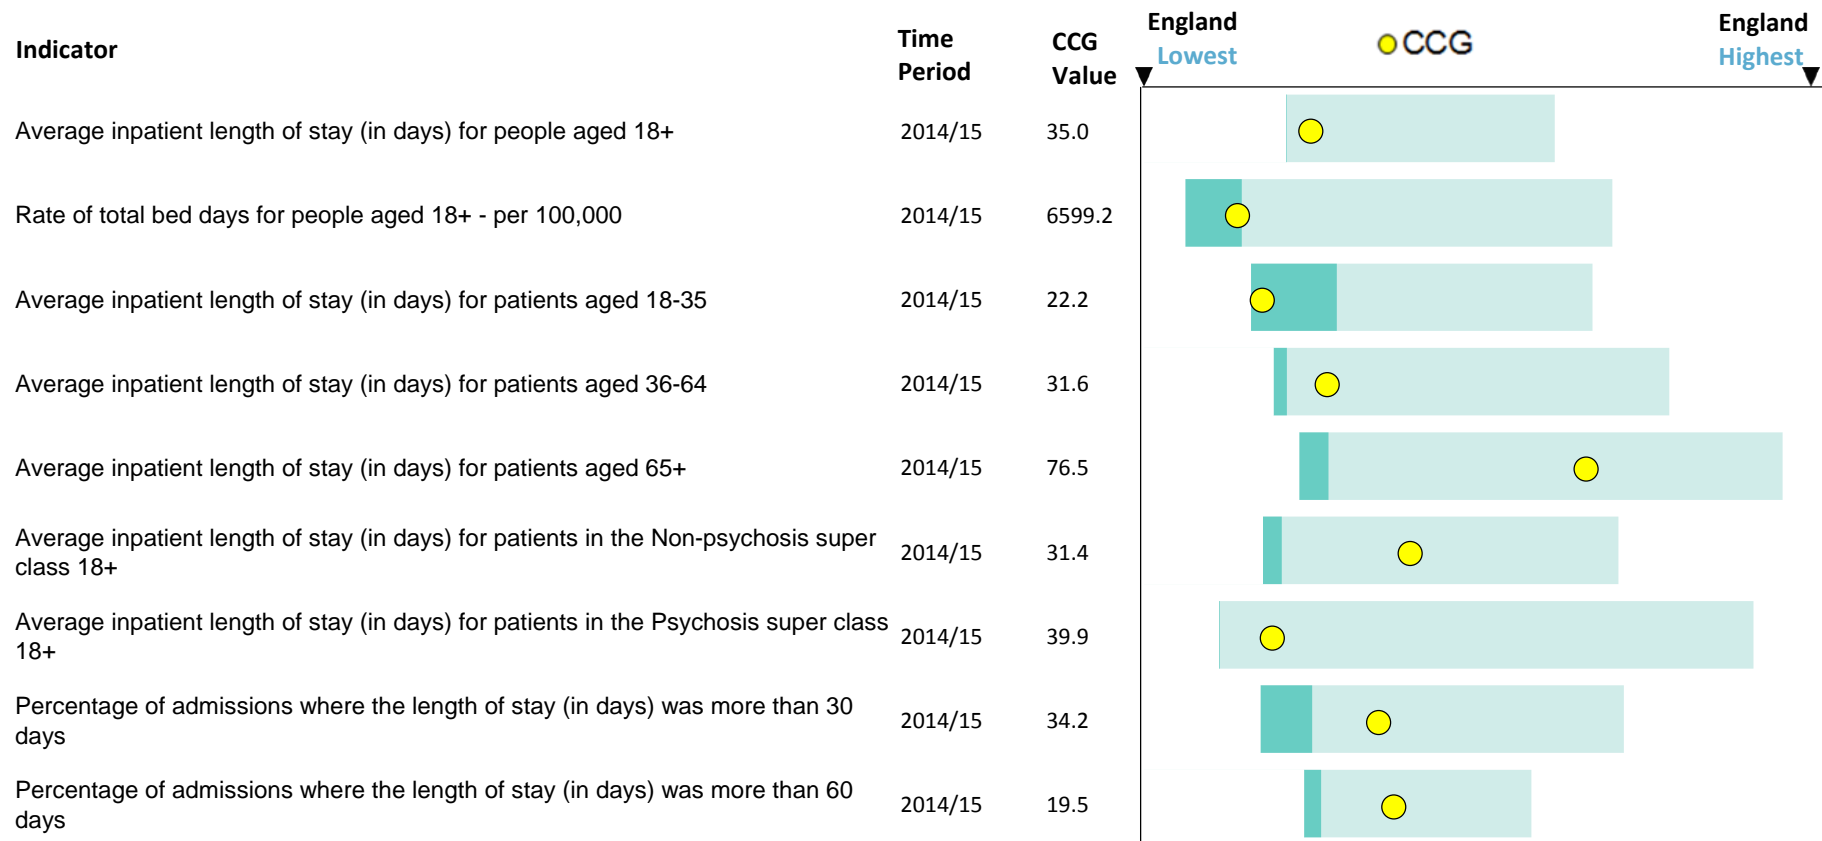 Indicator
Time Period
CCG Value
England Lowest
CCG
England Highest
Average inpatient length of stay (in days) for people aged 18+ 2014/15 35.0
Rate of total bed days for people aged 18+ - per 100,000 2014/15 6599.2
Average inpatient length of stay (in days) for patients aged 18-35 2014/15 22.2
Average inpatient length of stay (in days) for patients aged 36-64 2014/15 31.6
Average inpatient length of stay (in days) for patients aged 65+ 2014/15 76.5
Average inpatient length of stay (in days) for patients in the Non-psychosis super
class 18+ 2014/15 31.4
Average inpatient length of stay (in days) for patients in the Psychosis super class
18+ 2014/15 39.9
Percentage of admissions where the length of stay (in days) was more than 30
days 2014/15 34.2
Percentage of admissions where the length of stay (in days) was more than 60
days 2014/15 19.5